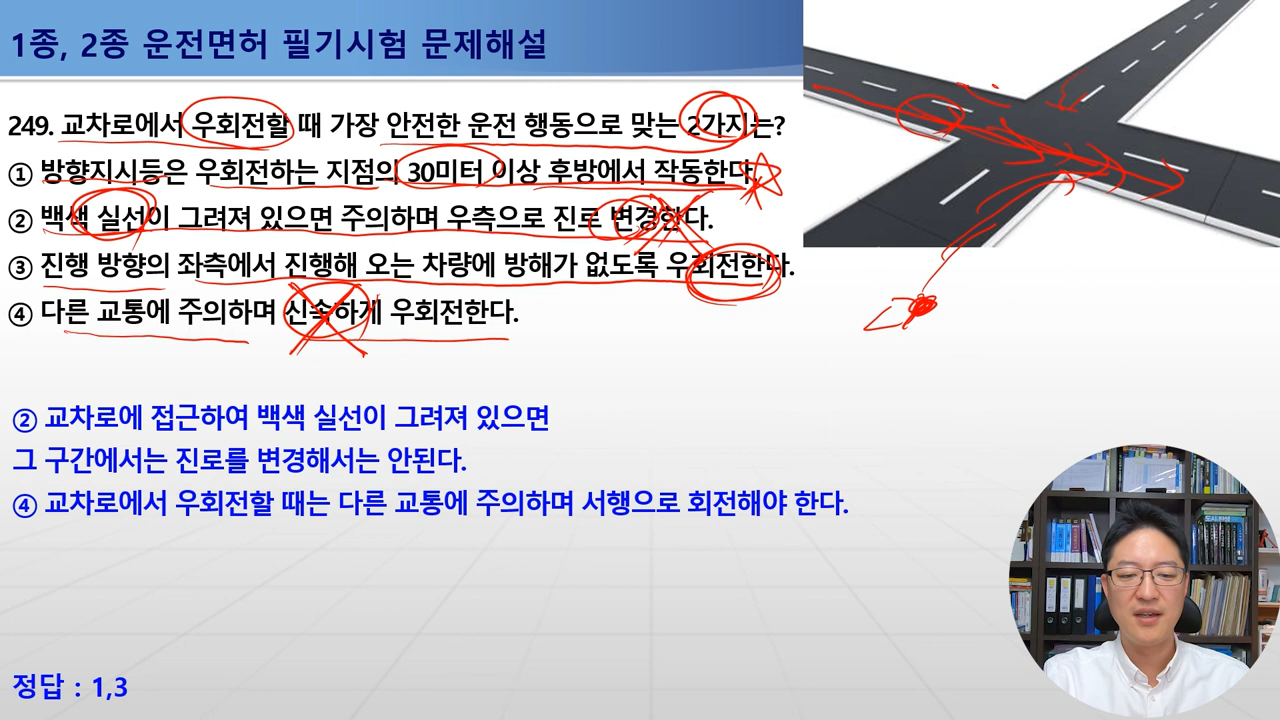 1종, 2종 운전면허 필기시험 문제해설
249. 교차로에서 우회전할 때 가장 안전한 운전 행동으로 맞는 2가지는?
① 방향지시등은 우회전하는 지점의 30미터 이상 후방에서 작동한다.
② 백색 실선이 그려져 있으면 주의하며 우측으로 진로 변경한다.
③ 진행 방향의 좌측에서 진행해 오는 차량에 방해가 없도록 우회전한다.
④ 다른 교통에 주의하며 신속하게 우회전한다.
② 교차로에 접근하여 백색 실선이 그려져 있으면
그 구간에서는 진로를 변경해서는 안된다.
④ 교차로에서 우회전할 때는 다른 교통에 주의하며 서행으로 회전해야 한다.
정답 : 1,3